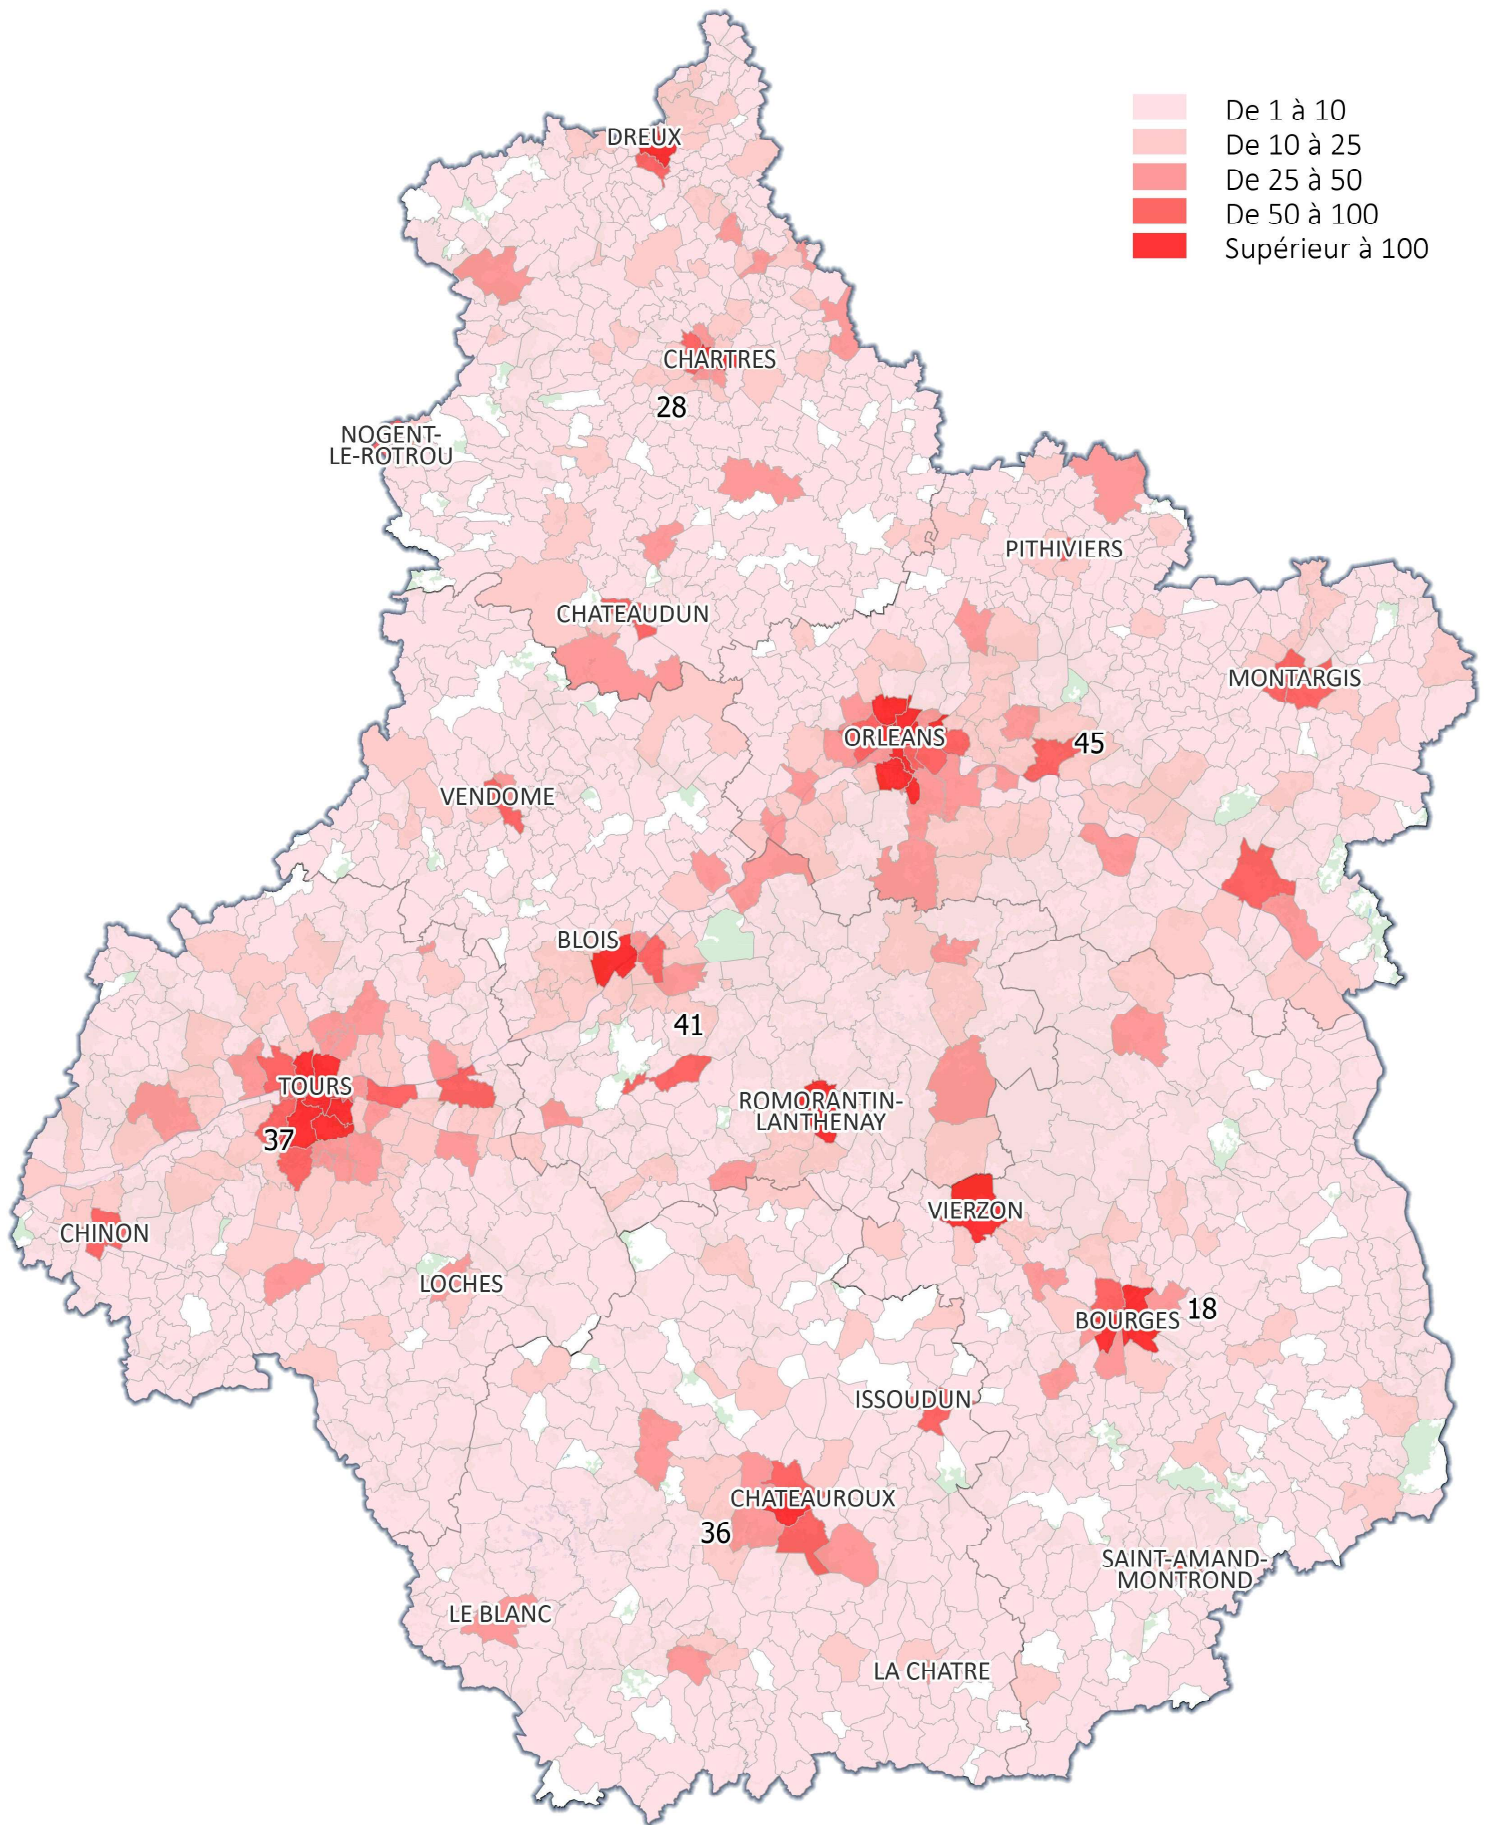 De 1 à 10
De 10 à 25
De 25 à 50
De 50 à 100
Supérieur à 100
DREUX
CHARTRES
28
NOGENT-
LE-ROTROU
PITHIVIERS
CHATEAUDUN
MONTARGIS
ORLEANS
45
VENDOME
BLOIS
41
TOURS
ROMORANTIN-
LANTHENAY
37
VIERZON
CHINON
LOCHES
18
BOURGES
ISSOUDUN
CHATEAUROUX
36
SAINT-AMAND-
MONTROND
LE BLANC
LA CHATRE